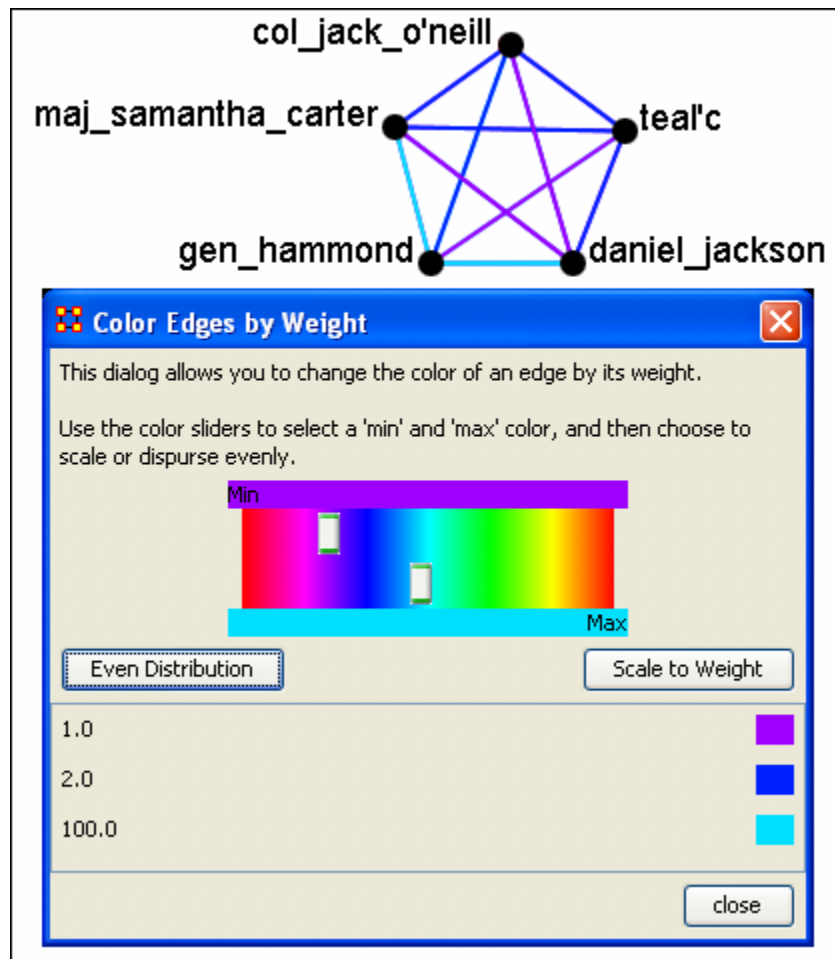 col_jack_o'neill
maj_samantha_carter
teal'c
gen_hammond
daniel_jackson
Color Edges by Weight
This dialog allows you to change the color of an edge by its weight.
Use the color sliders to select a 'min' and 'max' color, and then choose to
scale or dispurse evenly.
Min
Max
Even Distribution
Scale to Weight
1.0
2.0
100.0
close